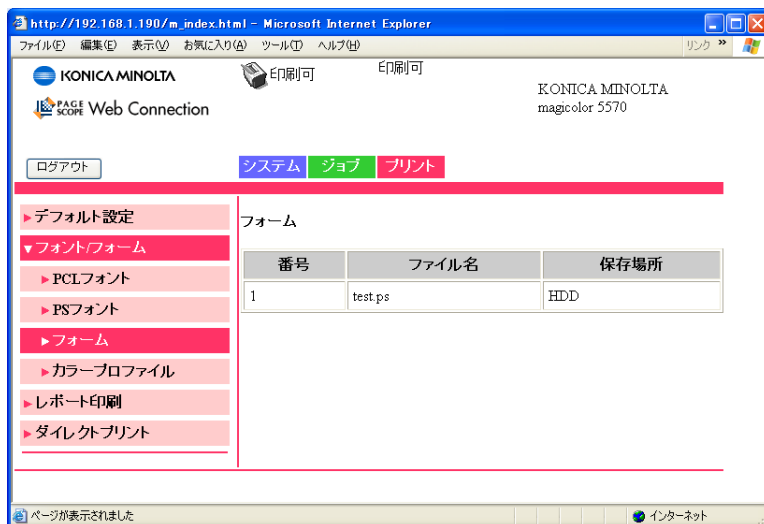 http://192.168.1.190/m_index.html - Microsoft Internet Explorer
ファイル(F) 編集(E) 表示(V) お気に入り(A) ツール(T) ヘルプ(H) リンク »
KONICA MINOLTA
印刷可
印刷可
KONICA MINOLTA
magicolor 5570
PAGE SCOPE Web Connection
ログアウト
システム ジョブ プリント
デフォルト設定
フォント/フォーム
PCLフォント
PSフォント
フォーム
カラープロファイル
レポート印刷
ダイレクトプリント
フォーム
番号 ファイル名 保存場所
1 test.ps HDD
ページが表示されました インターネット